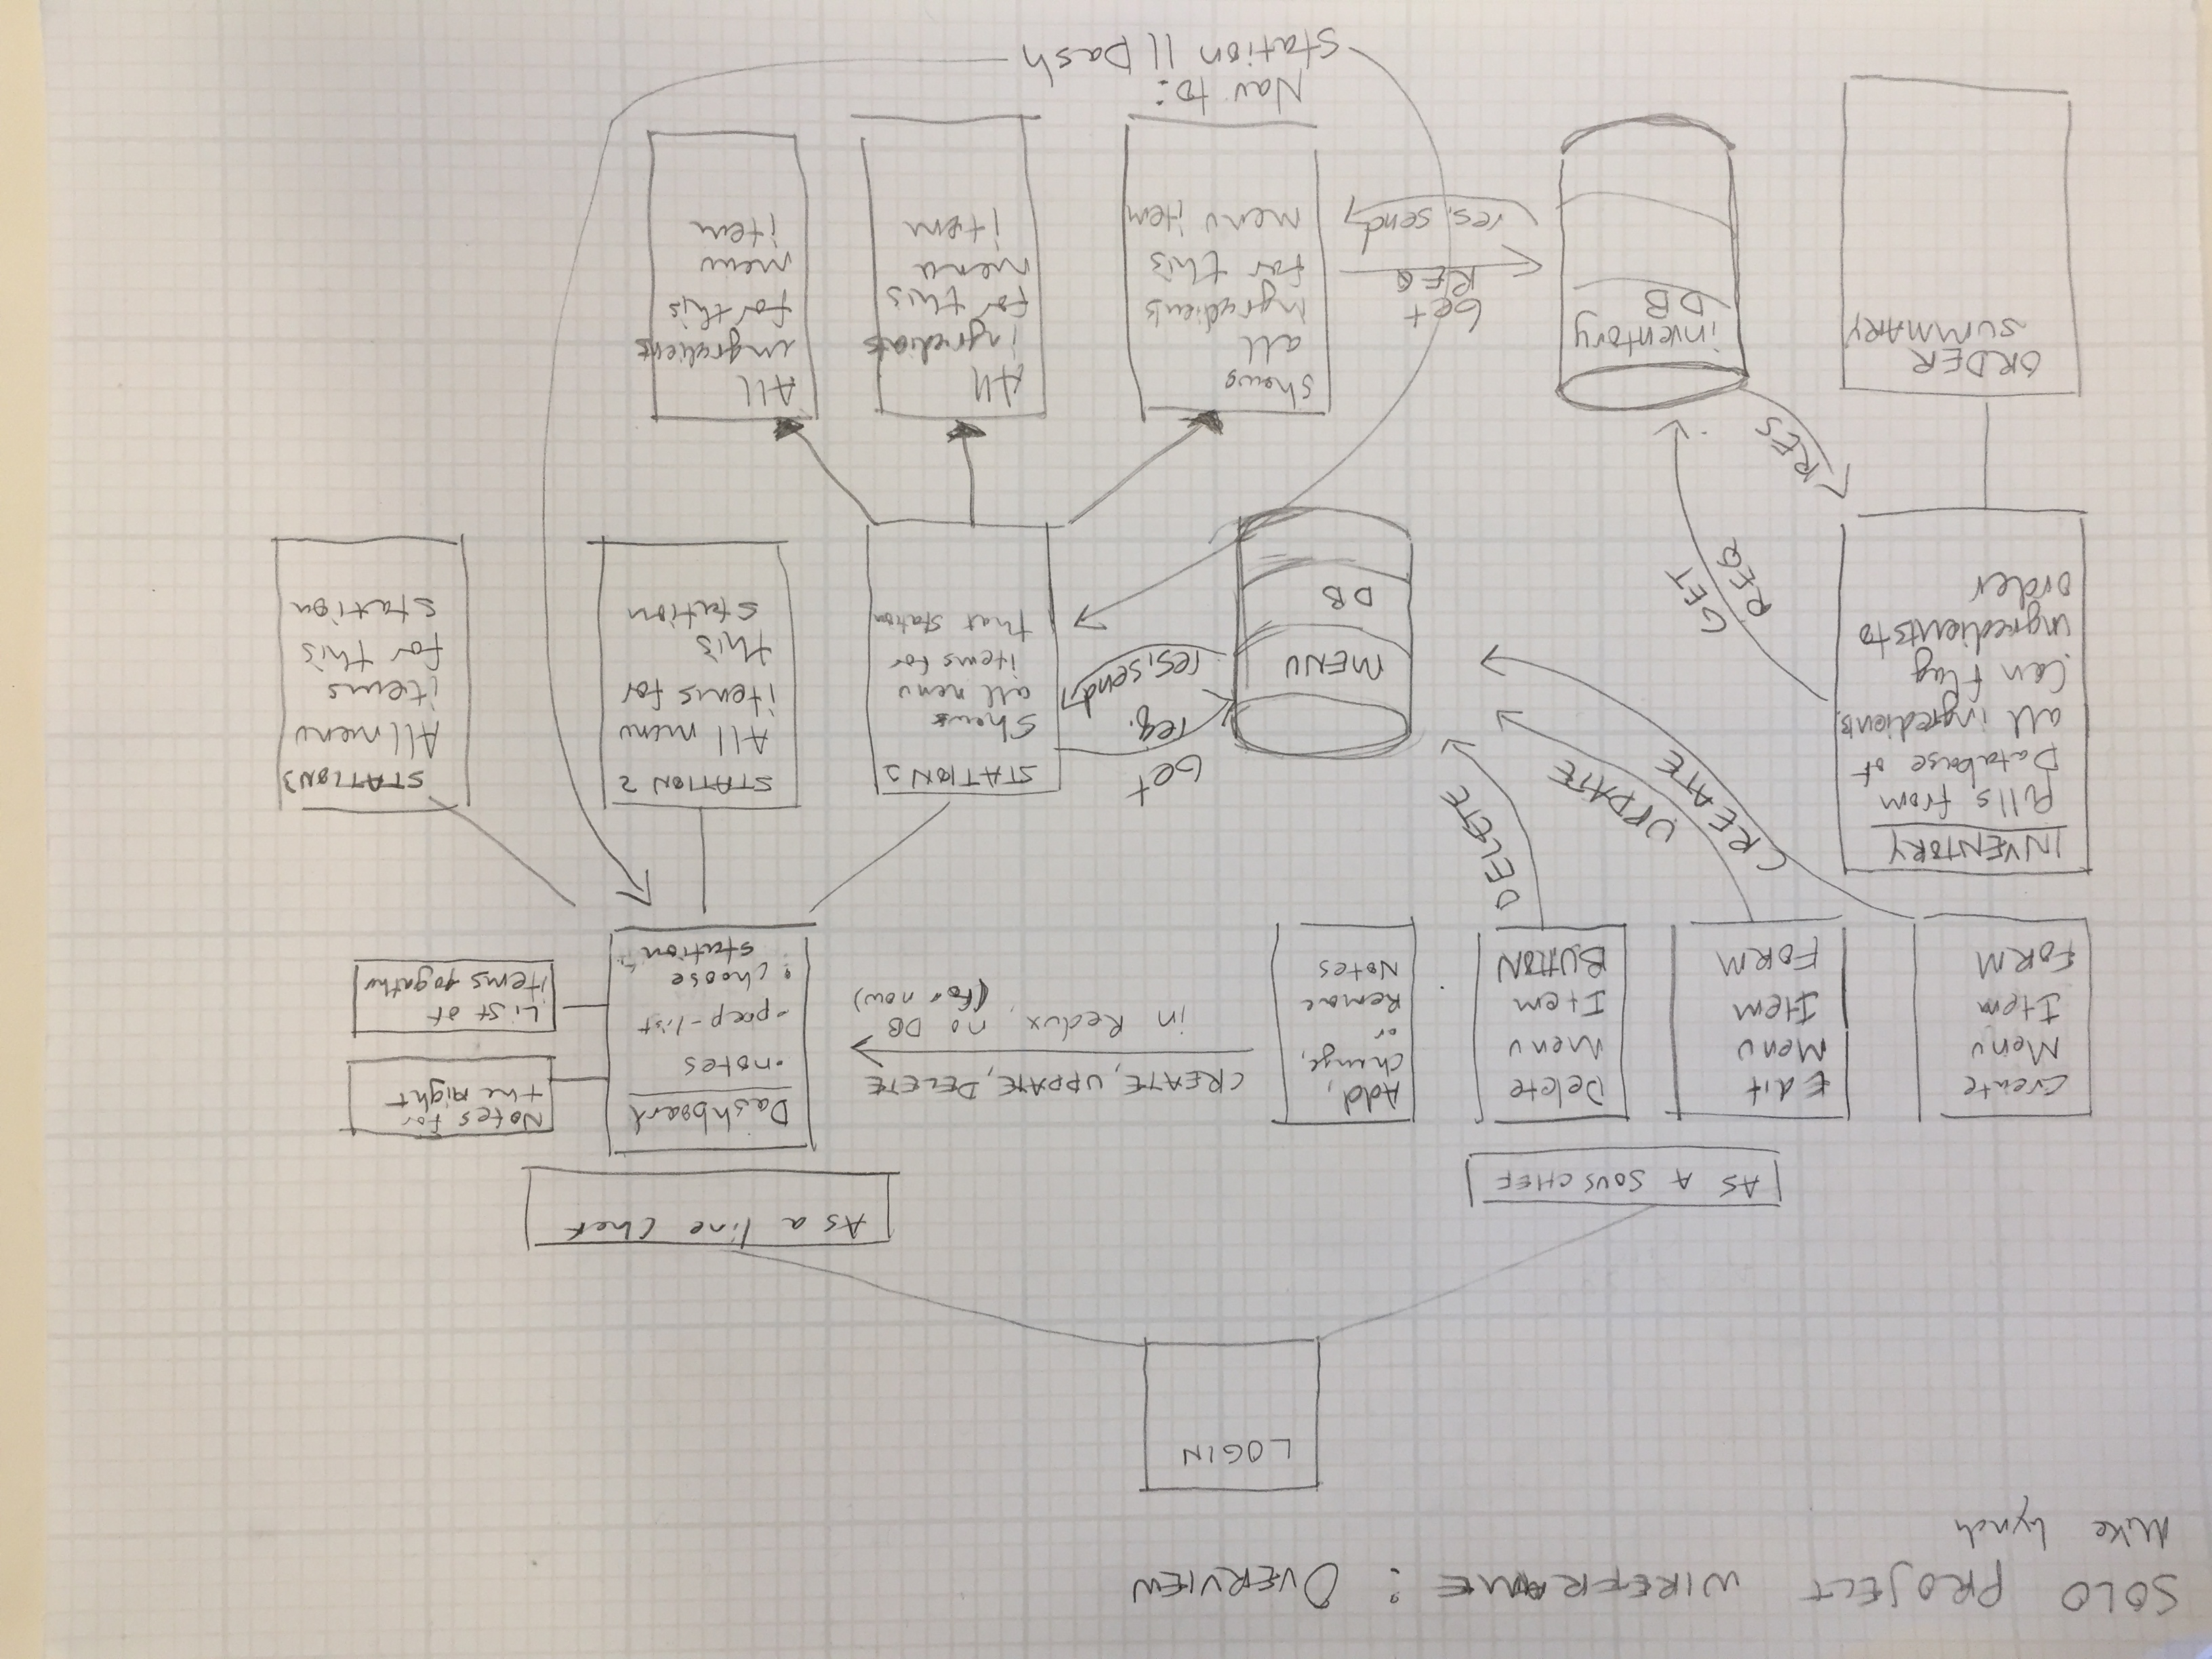 SOLO PROJECT WIREFRAME: OVERVIEW
Mike Lynch
LOGIN
AS A SOUS CHEF
As a line chef
Create
Menu
Item
FORM
Edit
Menu
Item
FORM
Delete
Menu
Item
BUTTON
Add,
Change,
or
Remove
Notes
CREATE, UPDATE, DELETE
in Redux, no DB
(for now)
Dashboard
• notes
• prep-list
• choose
station
Notes for
the night
List of
items to gather
DELETE
UPDATE
CREATE
INVENTORY
Pulls from
Database of
all ingredients
Can flag
ingredients to
order
GET
REQ
RES
MENU
DB
Get
req.
res.send
STATION 1
Shows
all menu
items for
that station
STATION 2
All menu
items for
this
station
STATION 3
All menu
items
for this
station
ORDER
SUMMARY
inventory
DB
Get
REQ
res.send
Shows
all
ingredients
for this
menu item
All
ingredients
for this
menu
item
All
ingredients
for this
menu
item
Nav to:
Station || Dash